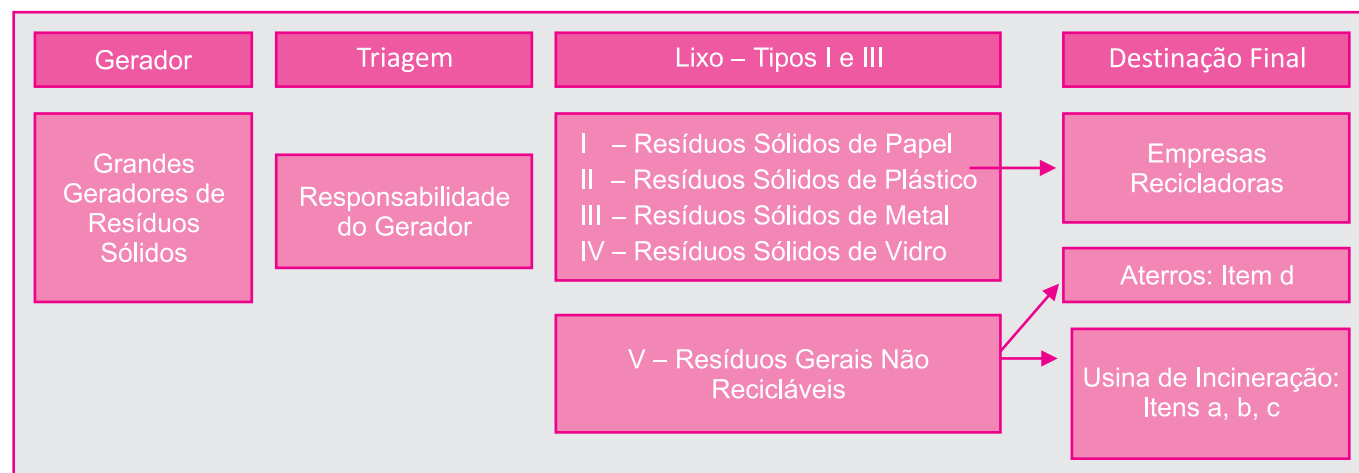 Gerador
Triagem
Lixo – Tipos I e III
Destinação Final
Grandes
Geradores de
Resíduos
Sólidos
Responsabilidade
do Gerador
I – Resíduos Sólidos de Papel
II – Resíduos Sólidos de Plástico
III – Resíduos Sólidos de Metal
IV – Resíduos Sólidos de Vidro
Empresas
Recicladoras
Aterros: Item d
V – Resíduos Gerais Não
Recicláveis
Usina de Incineração:
Itens a, b, c